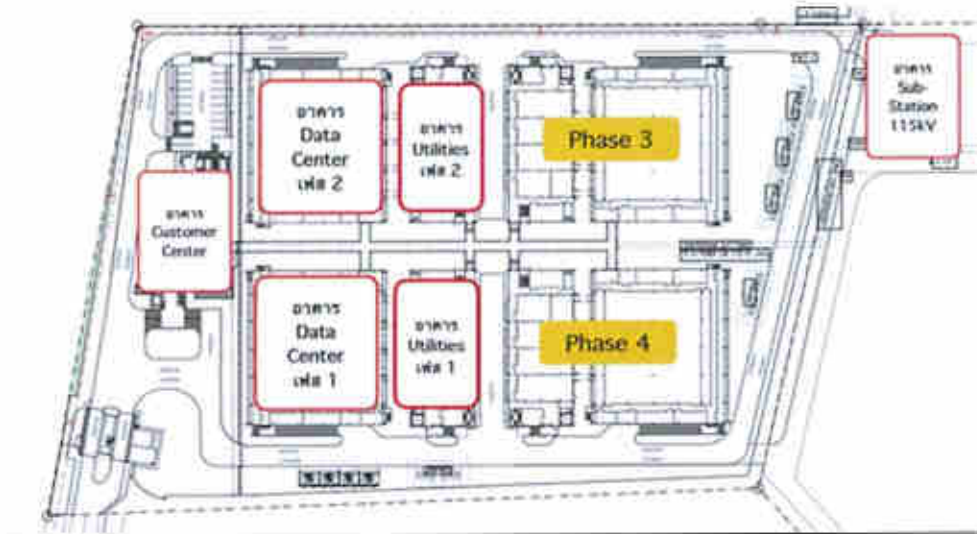 อาคาร
Data
Center
เฟส 2
อาคาร
Utilities
เฟส 2
Phase 3
อาคาร
Sub-
Station
115kV
อาคาร
Customer
Center
อาคาร
Data
Center
เฟส 1
อาคาร
Utilities
เฟส 1
Phase 4